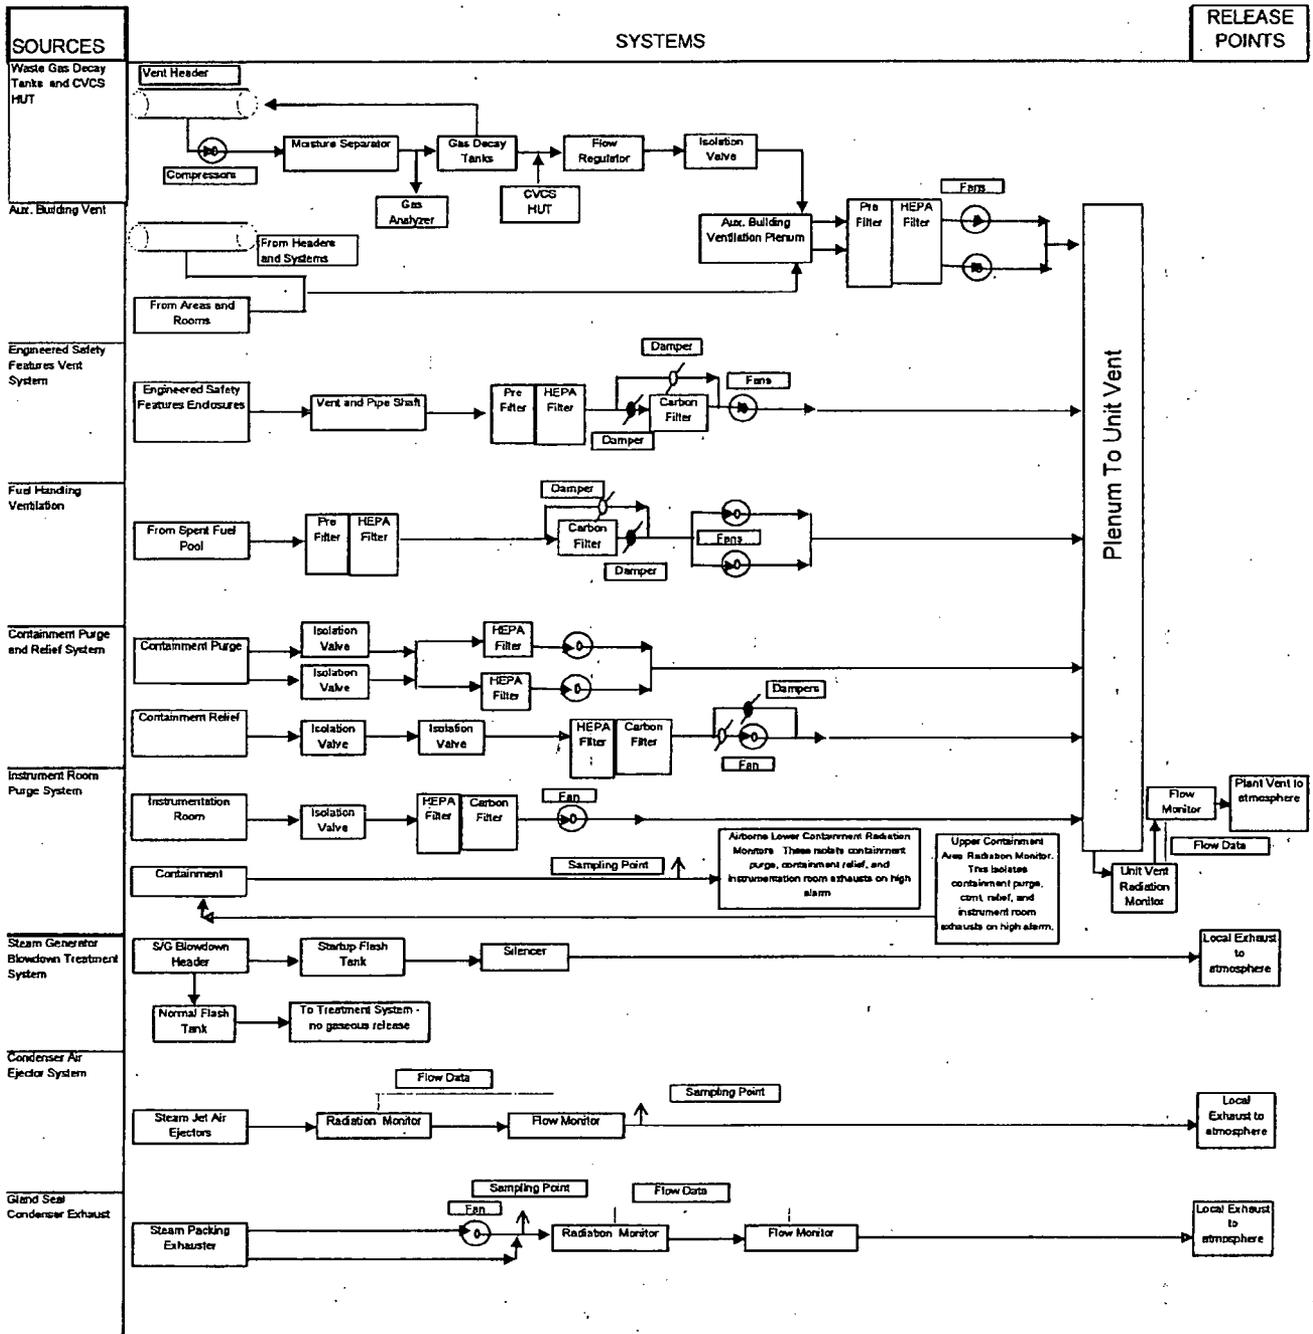 SOURCES
SYSTEMS
RELEASE
POINTS
Waste Gas Decay
Tanks and CVCS
HUT
Vent Header
Compressors
Moisture Separator
Gas
Analyzer
Gas Decay
Tanks
CVCS
HUT
Flow
Regulator
Isolation
Valve
Aux. Building Vent
From Headers
and Systems
From Areas and
Rooms
Aux. Building
Ventilation Plenum
Pre
Filter
HEPA
Filter
Fans
Plenum To Unit Vent
Engineered Safety
Features Vent
System
Engineered Safety
Features Enclosures
Vent and Pipe Shaft
Pre
Filter
HEPA
Filter
Damper
Carbon
Filter
Damper
Fans
Fuel Handling
Ventilation
From Spent Fuel
Pool
Pre
Filter
HEPA
Filter
Damper
Carbon
Filter
Damper
Fans
Containment Purge
and Relief System
Containment Purge
Isolation
Valve
Isolation
Valve
HEPA
Filter
HEPA
Filter
Containment Relief
Isolation
Valve
Isolation
Valve
HEPA
Filter
Carbon
Filter
Dampers
Fan
Instrument Room
Purge System
Instrumentation
Room
Isolation
Valve
HEPA
Filter
Carbon
Filter
Fan
Containment
Sampling Point
Airborne Lower Containment Radiation
Monitors. These isolate containment
purge, containment relief, and
instrumentation room exhausts on high
alarm
Upper Containment
Area Radiation Monitor.
This isolates
containment purge,
ctmt. relief, and
instrument room
exhausts on high alarm.
Unit Vent
Radiation
Monitor
Flow
Monitor
Flow Data
Plant Vent to
atmosphere
Steam Generator
Blowdown Treatment
System
S/G Blowdown
Header
Startup Flash
Tank
Silencer
Local Exhaust
to
atmosphere
Normal Flash
Tank
To Treatment System -
no gaseous release
Condenser Air
Ejector System
Steam Jet Air
Ejectors
Flow Data
Radiation Monitor
Flow Monitor
Sampling Point
Local
Exhaust to
atmosphere
Gland Seal
Condenser Exhaust
Steam Packing
Exhauster
Fan
Sampling Point
Flow Data
Radiation Monitor
Flow Monitor
Local Exhaust
to
atmosphere